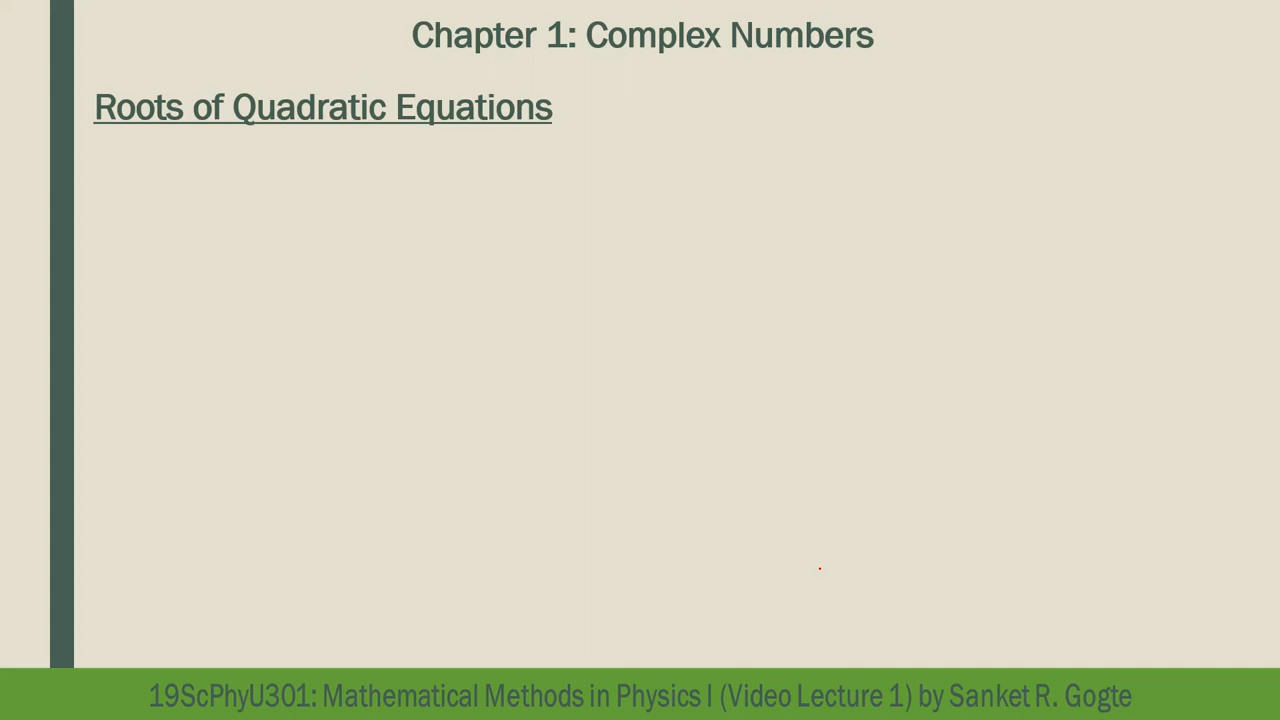 Chapter 1: Complex Numbers
Roots of Quadratic Equations
19ScPhyU301: Mathematical Methods in Physics I (Video Lecture 1) by Sanket R. Gogte